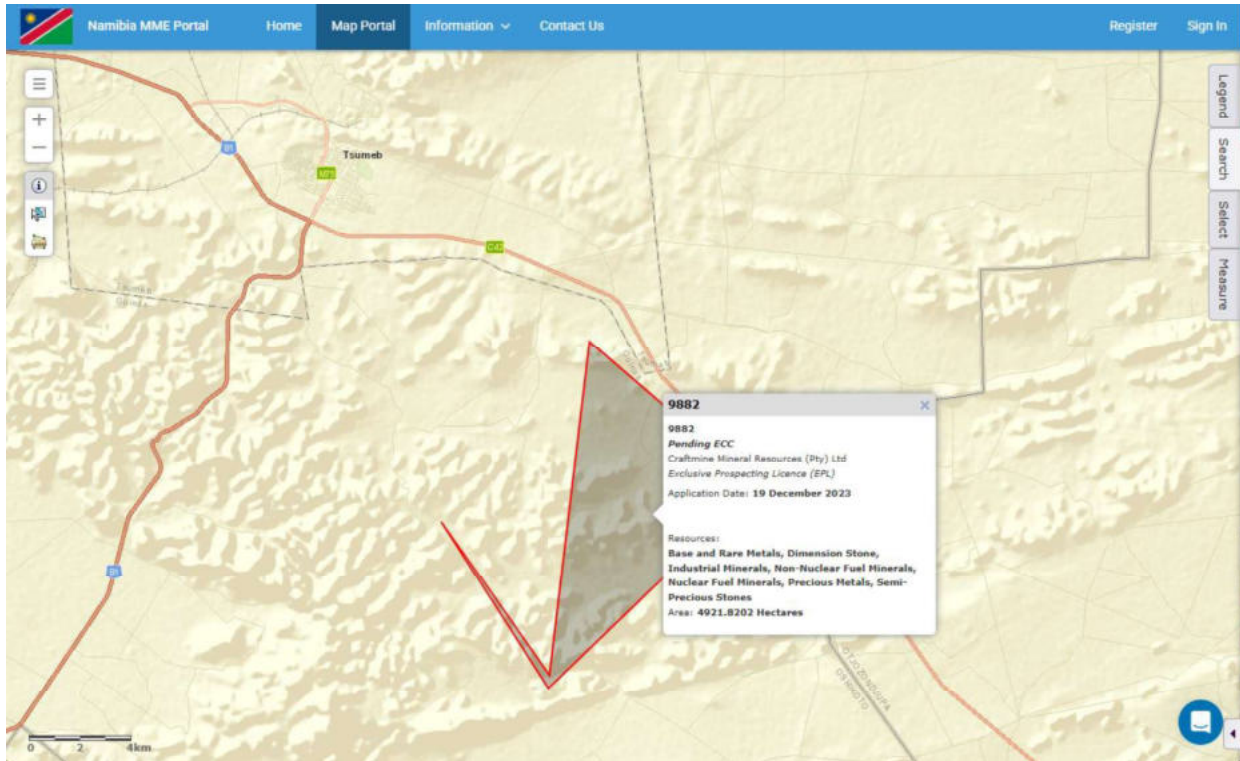 Namibia MME Portal
Home
Map Portal
Information
Contact Us
Register
Sign In
Legend
Search
Select
Measure
B1
Tsumeb
M75
C42
9882
9882
Pending ECC
Craftmine Mineral Resources (Pty) Ltd
Exclusive Prospecting Licence (EPL)
Application Date: 19 December 2023
Resources:
Base and Rare Metals, Dimension Stone,
Industrial Minerals, Non-Nuclear Fuel Minerals,
Nuclear Fuel Minerals, Precious Metals, Semi-
Precious Stones
Area: 4921.8202 Hectares
B1
OTJOZONDJUPA
OSHIKOTO
0 2 4km